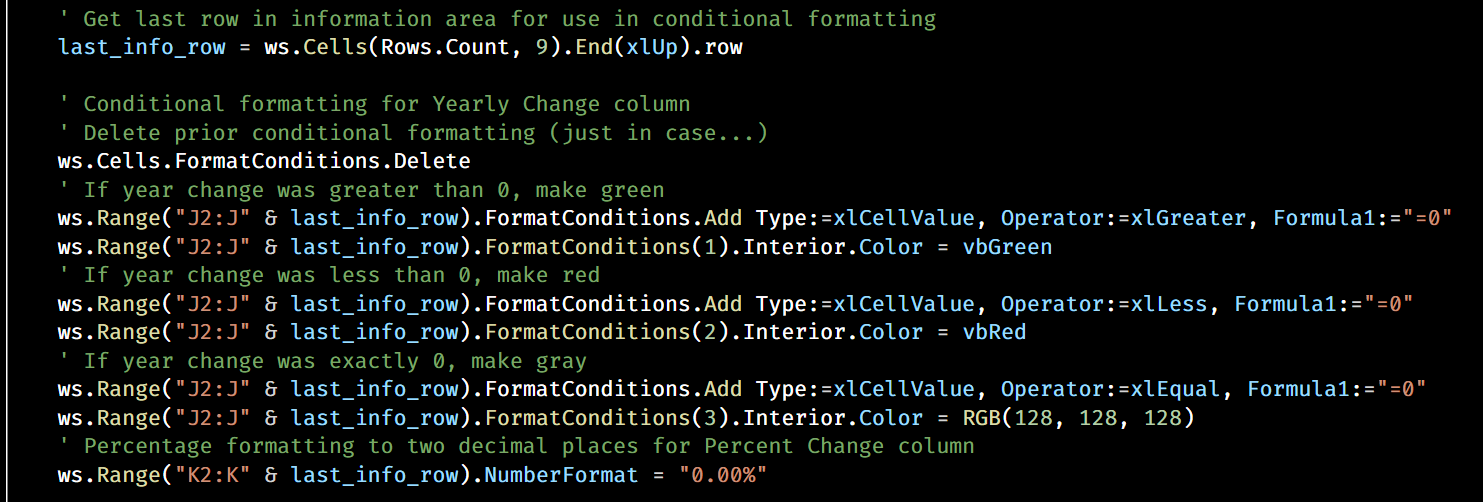 ' Get last row in information area for use in conditional formatting
last_info_row = ws.Cells(Rows.Count, 9).End(xlUp).row
' Conditional formatting for Yearly Change column
' Delete prior conditional formatting (just in case...)
ws.Cells.FormatConditions.Delete
' If year change was greater than 0, make green
ws.Range("J2:J" & last_info_row).FormatConditions.Add Type:=xlCellValue, Operator:=xlGreater, Formula1:="=0"
ws.Range("J2:J" & last_info_row).FormatConditions(1).Interior.Color = vbGreen
' If year change was less than 0, make red
ws.Range("J2:J" & last_info_row).FormatConditions.Add Type:=xlCellValue, Operator:=xlLess, Formula1:="=0"
ws.Range("J2:J" & last_info_row).FormatConditions(2).Interior.Color = vbRed
' If year change was exactly 0, make gray
ws.Range("J2:J" & last_info_row).FormatConditions.Add Type:=xlCellValue, Operator:=xlEqual, Formula1:="=0"
ws.Range("J2:J" & last_info_row).FormatConditions(3).Interior.Color = RGB(128, 128, 128)
' Percentage formatting to two decimal places for Percent Change column
ws.Range("K2:K" & last_info_row).NumberFormat = "0.00%"